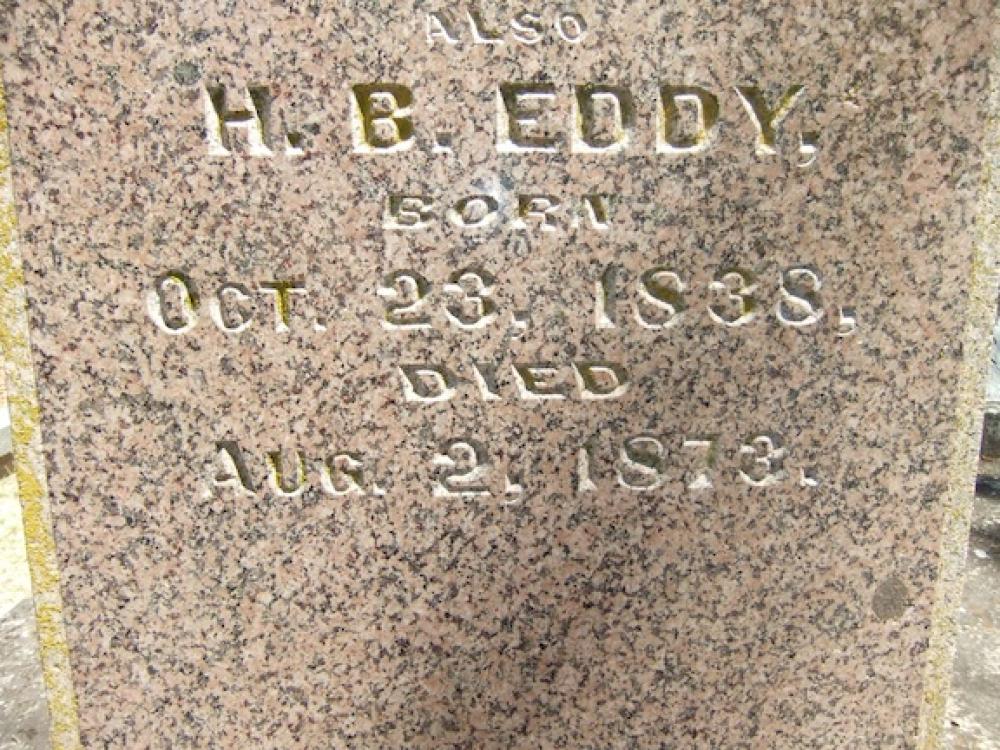 ALSO
H. B. EDDY,
BORN
OCT. 23, 1838,
DIED
AUG. 2, 1873.